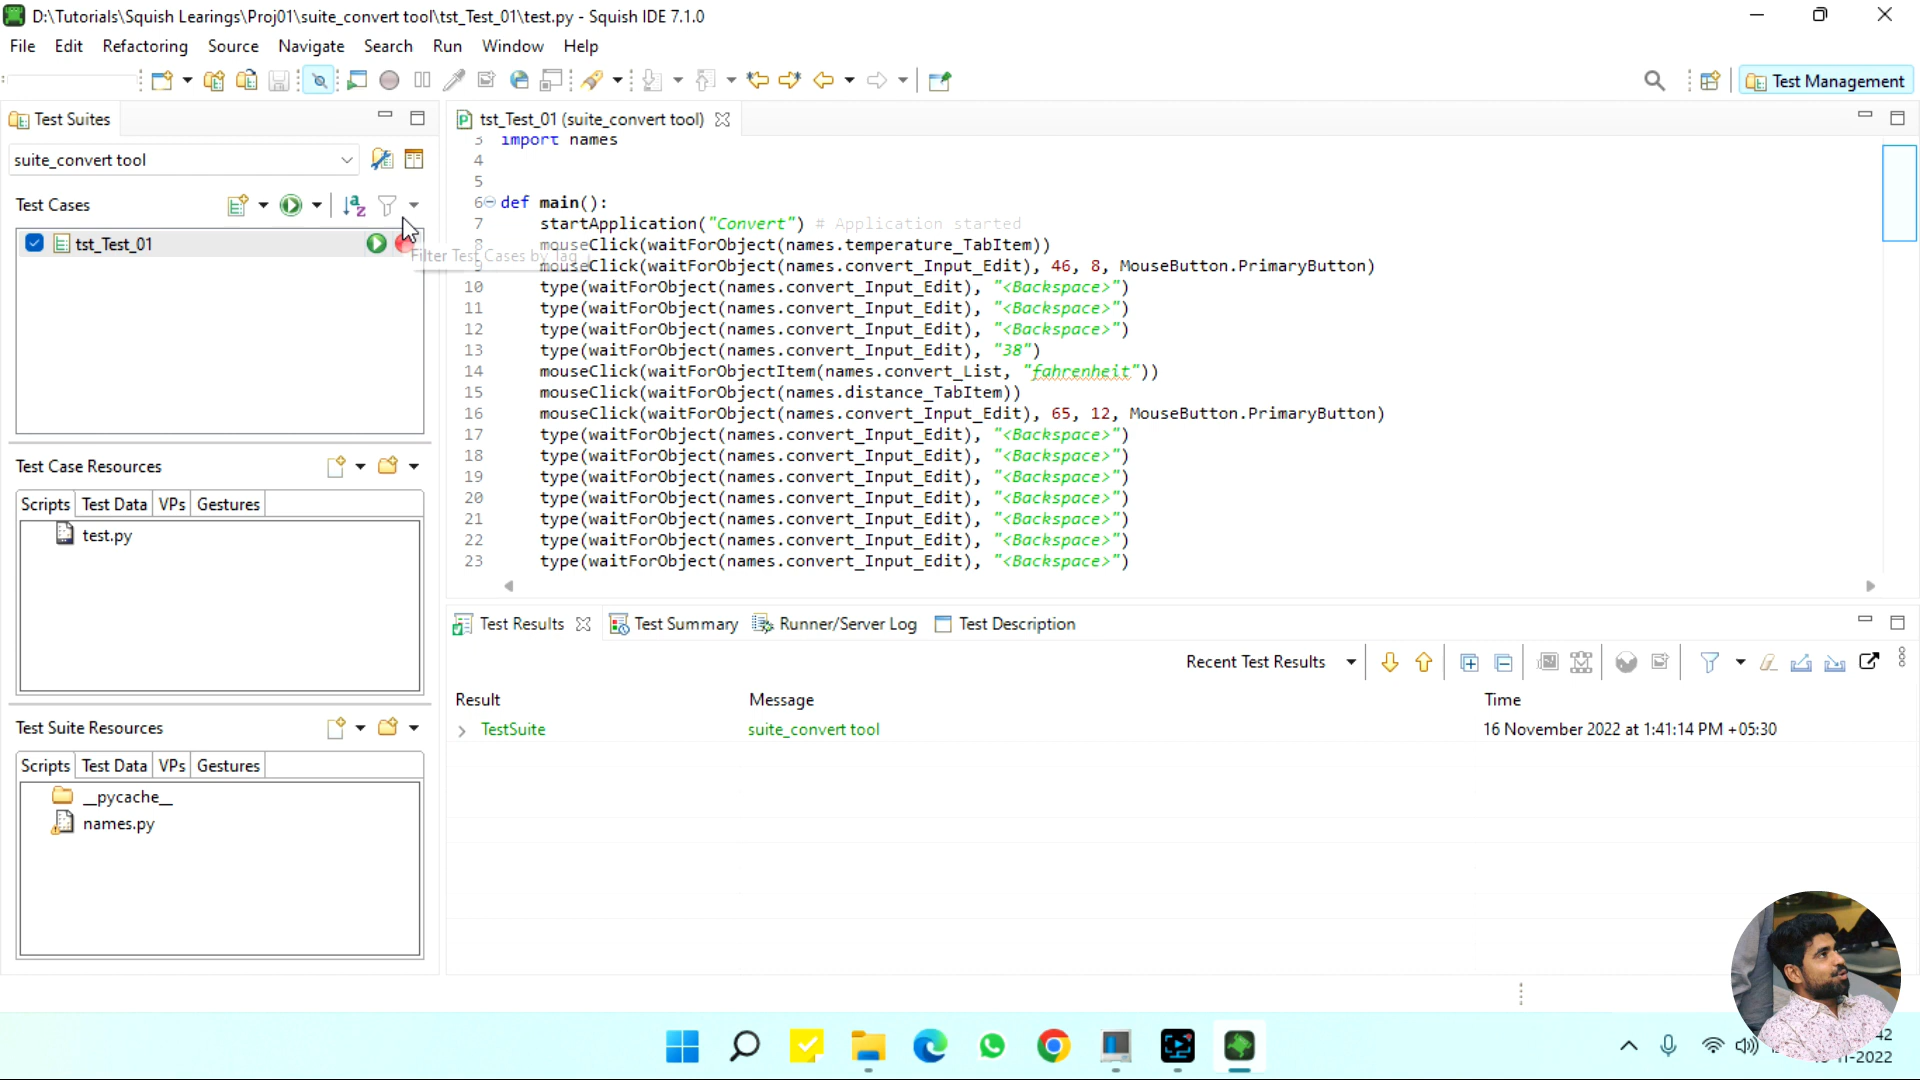 D:\Tutorials\Squish Learings\Proj01\suite_convert tool\tst_Test_01\test.py - Squish IDE 7.1.0
File Edit Refactoring Source Navigate Search Run Window Help
Test Management
Test Suites
tst_Test_01 (suite_convert tool)
suite_convert tool
Test Cases
tst_Test_01
Filter Test Cases by Tag
3 import names
4
5
6 def main():
7 startApplication("Convert") # Application started
8 mouseClick(waitForObject(names.temperature_TabItem))
9 mouseClick(waitForObject(names.convert_Input_Edit), 46, 8, MouseButton.PrimaryButton)
10 type(waitForObject(names.convert_Input_Edit), "<Backspace>")
11 type(waitForObject(names.convert_Input_Edit), "<Backspace>")
12 type(waitForObject(names.convert_Input_Edit), "<Backspace>")
13 type(waitForObject(names.convert_Input_Edit), "38")
14 mouseClick(waitForObjectItem(names.convert_List, "fahrenheit"))
15 mouseClick(waitForObject(names.distance_TabItem))
16 mouseClick(waitForObject(names.convert_Input_Edit), 65, 12, MouseButton.PrimaryButton)
17 type(waitForObject(names.convert_Input_Edit), "<Backspace>")
18 type(waitForObject(names.convert_Input_Edit), "<Backspace>")
19 type(waitForObject(names.convert_Input_Edit), "<Backspace>")
20 type(waitForObject(names.convert_Input_Edit), "<Backspace>")
21 type(waitForObject(names.convert_Input_Edit), "<Backspace>")
22 type(waitForObject(names.convert_Input_Edit), "<Backspace>")
23 type(waitForObject(names.convert_Input_Edit), "<Backspace>")
Test Case Resources
Scripts Test Data VPs Gestures
test.py
Test Suite Resources
Scripts Test Data VPs Gestures
__pycache__
names.py
Test Results Test Summary Runner/Server Log Test Description
Recent Test Results
Result Message Time
TestSuite suite_convert tool 16 November 2022 at 1:41:14 PM +05:30
42
-2022